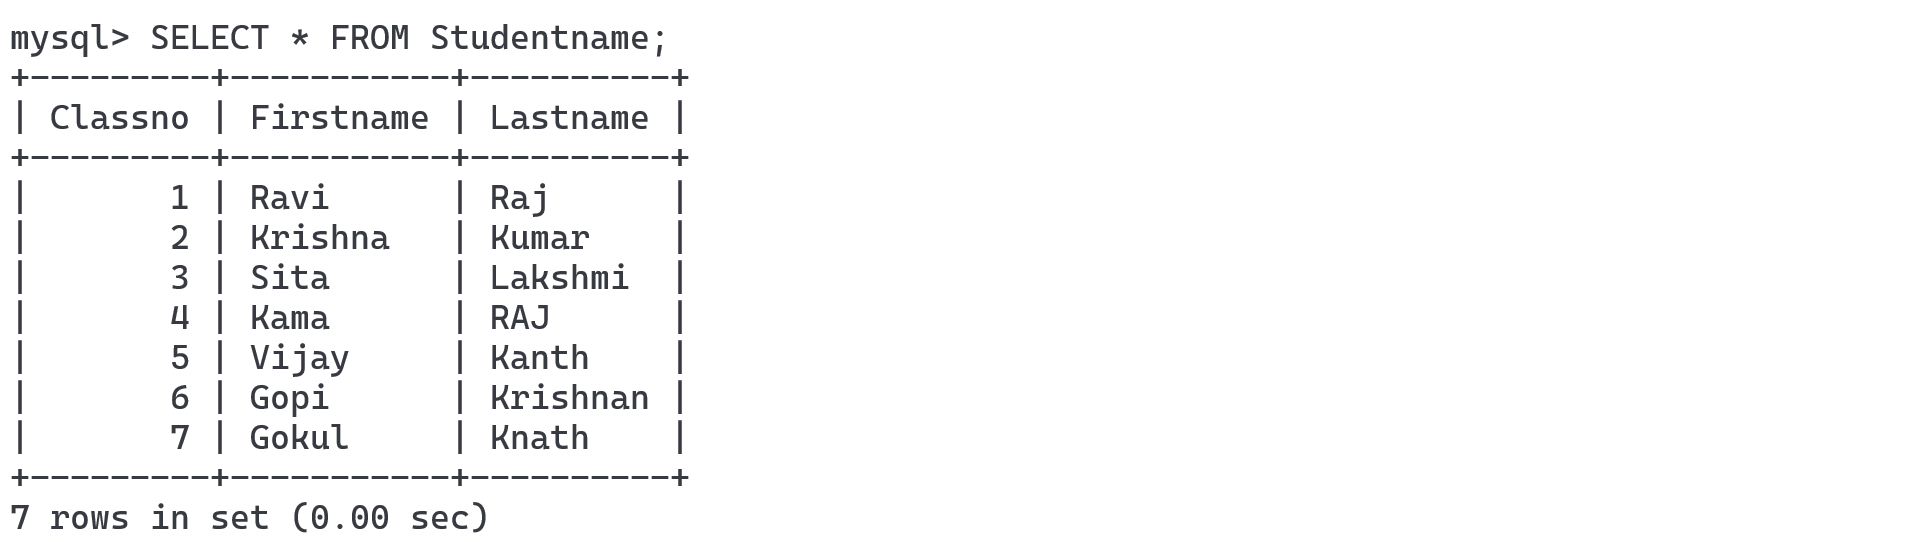 mysql> SELECT * FROM Studentname;
+---------+-----------+----------+
| Classno | Firstname | Lastname |
+---------+-----------+----------+
|       1 | Ravi      | Raj      |
|       2 | Krishna   | Kumar    |
|       3 | Sita      | Lakshmi  |
|       4 | Kama      | RAJ      |
|       5 | Vijay     | Kanth    |
|       6 | Gopi      | Krishnan |
|       7 | Gokul     | Knath    |
+---------+-----------+----------+
7 rows in set (0.00 sec)